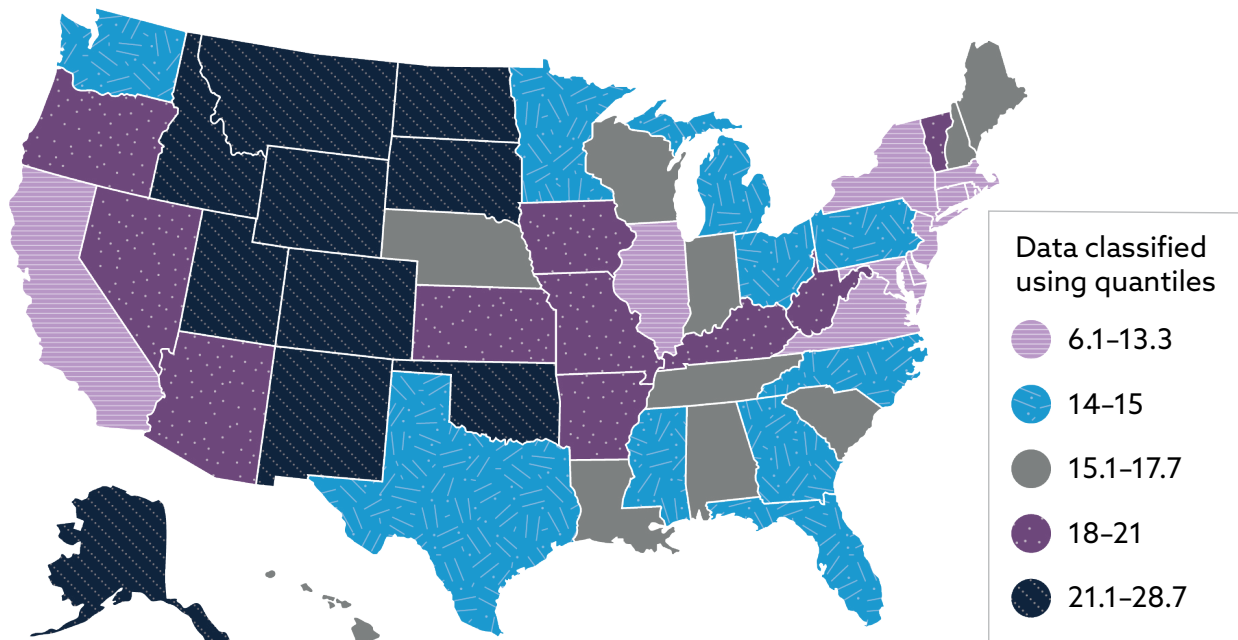 Data classified
using quantiles
6.1–13.3
14–15
15.1–17.7
18–21
21.1–28.7